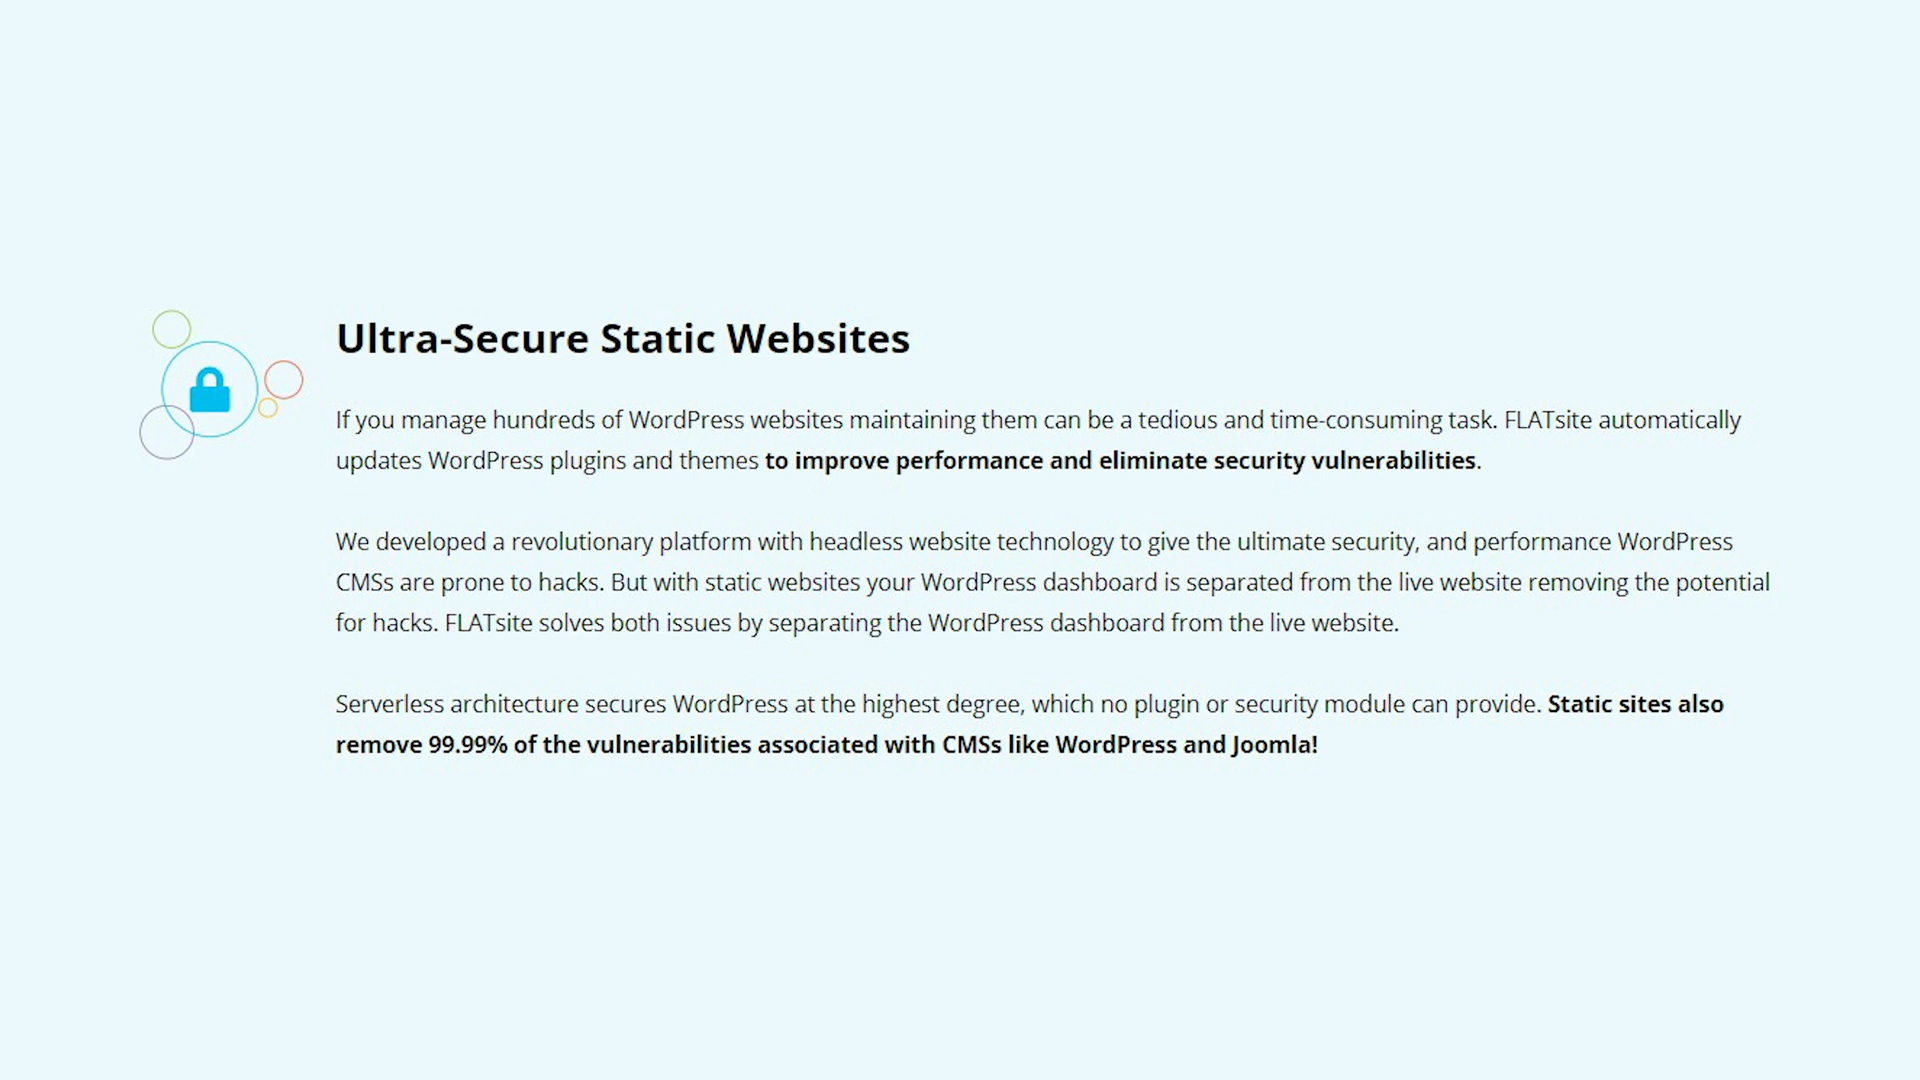 Ultra-Secure Static Websites
If you manage hundreds of WordPress websites maintaining them can be a tedious and time-consuming task. FLATsite automatically
updates WordPress plugins and themes to improve performance and eliminate security vulnerabilities.
We developed a revolutionary platform with headless website technology to give the ultimate security, and performance WordPress
CMSs are prone to hacks. But with static websites your WordPress dashboard is separated from the live website removing the potential
for hacks. FLATsite solves both issues by separating the WordPress dashboard from the live website.
Serverless architecture secures WordPress at the highest degree, which no plugin or security module can provide. Static sites also
remove 99.99% of the vulnerabilities associated with CMSs like WordPress and Joomla!